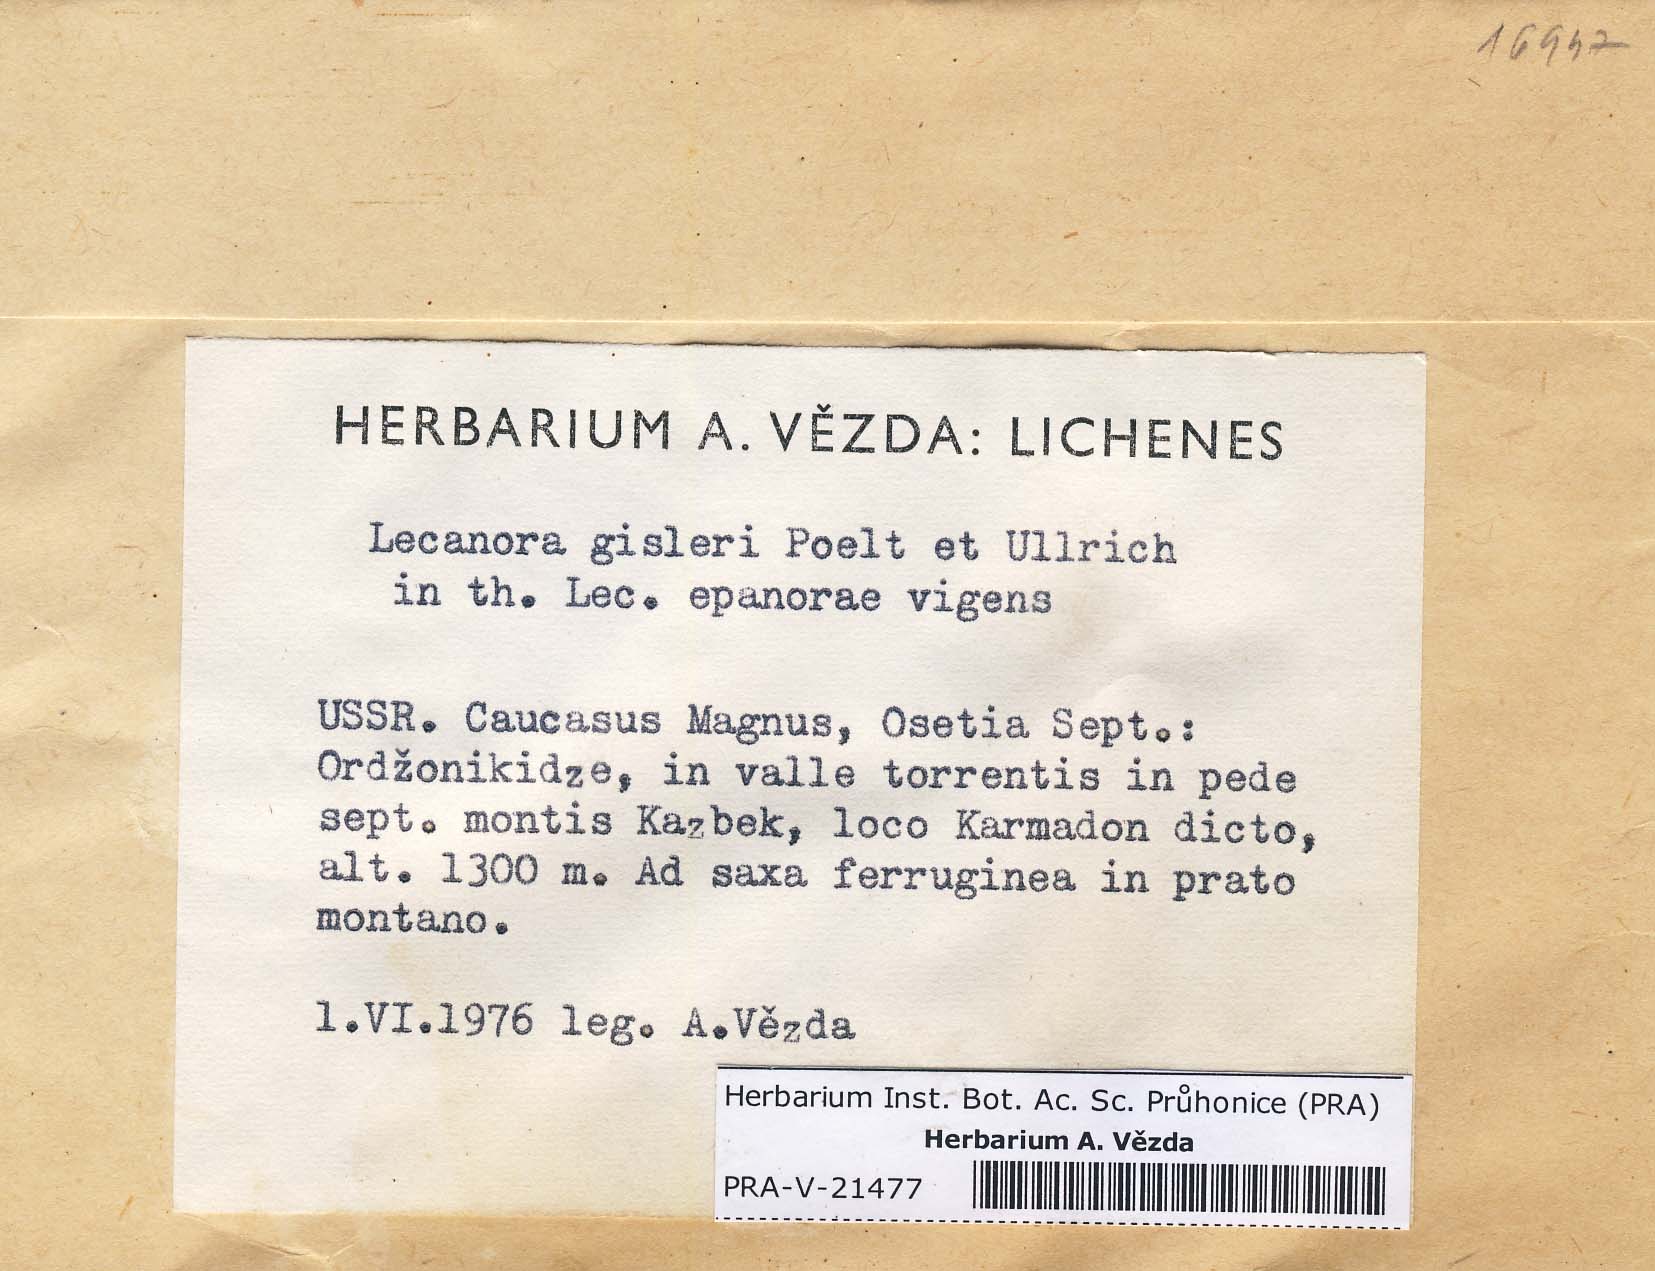 16947
HERBARIUM A. VĚZDA: LICHENES
Lecanora gisleri Poelt et Ullrich
in th. Lec. epanorae vigens
USSR. Caucasus Magnus, Osetia Sept.:
Ordžonikidze, in valle torrentis in pede
sept. montis Kazbek, loco Karmadon dicto,
alt. 1300 m. Ad saxa ferruginea in prato
montano.
1.VI.1976 leg. A.Vězda
Herbarium Inst. Bot. Ac. Sc. Průhonice (PRA)
Herbarium A. Vězda
PRA-V-21477